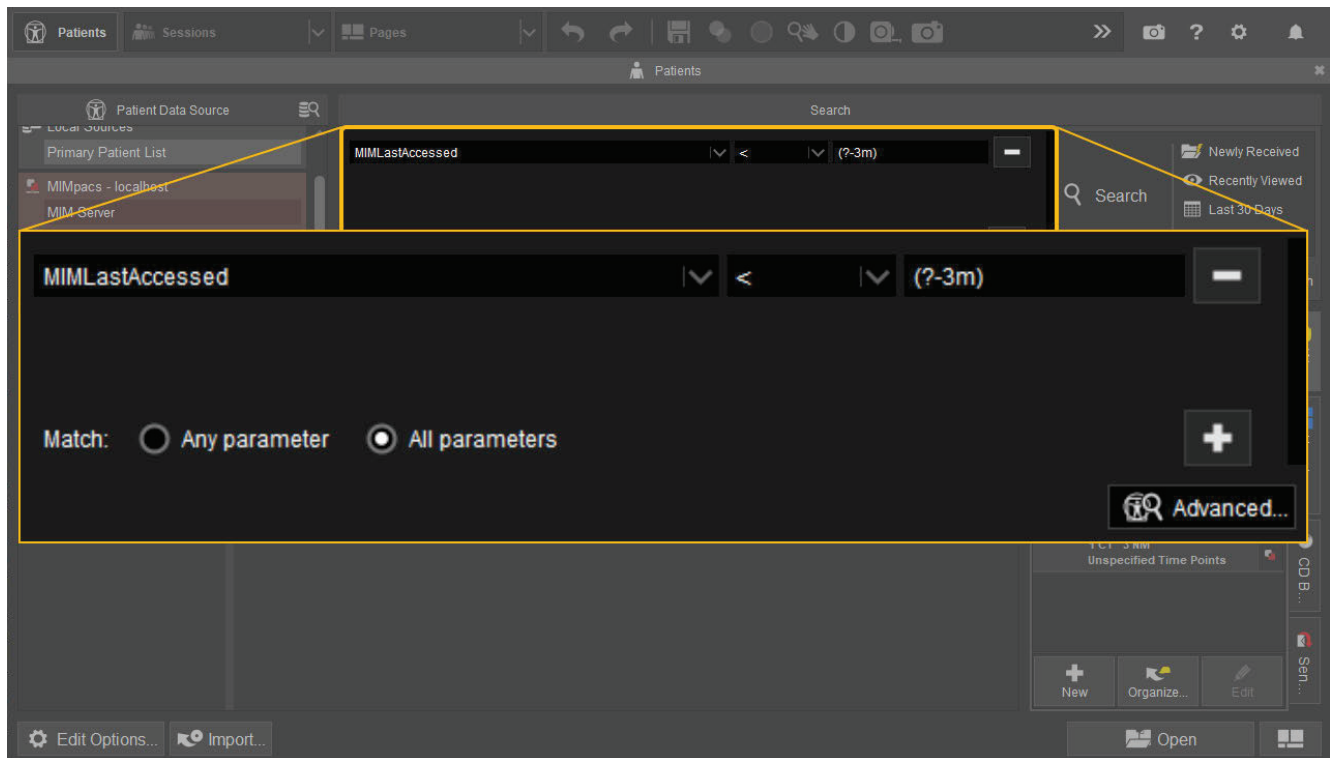 Patients
Sessions
Pages
?
Patients
Patient Data Source
Search
Local Sources
Primary Patient List
MIMLastAccessed
<
(?-3m)
Newly Received
MIMpacs - localhost
Recently Viewed
Search
MIM Server
Last 30 Days
MIMLastAccessed
<
(?-3m)
Match:
Any parameter
All parameters
Advanced...
Unspecified Time Points
CD B...
Sen...
New
Organize...
Edit
Edit Options...
Import...
Open